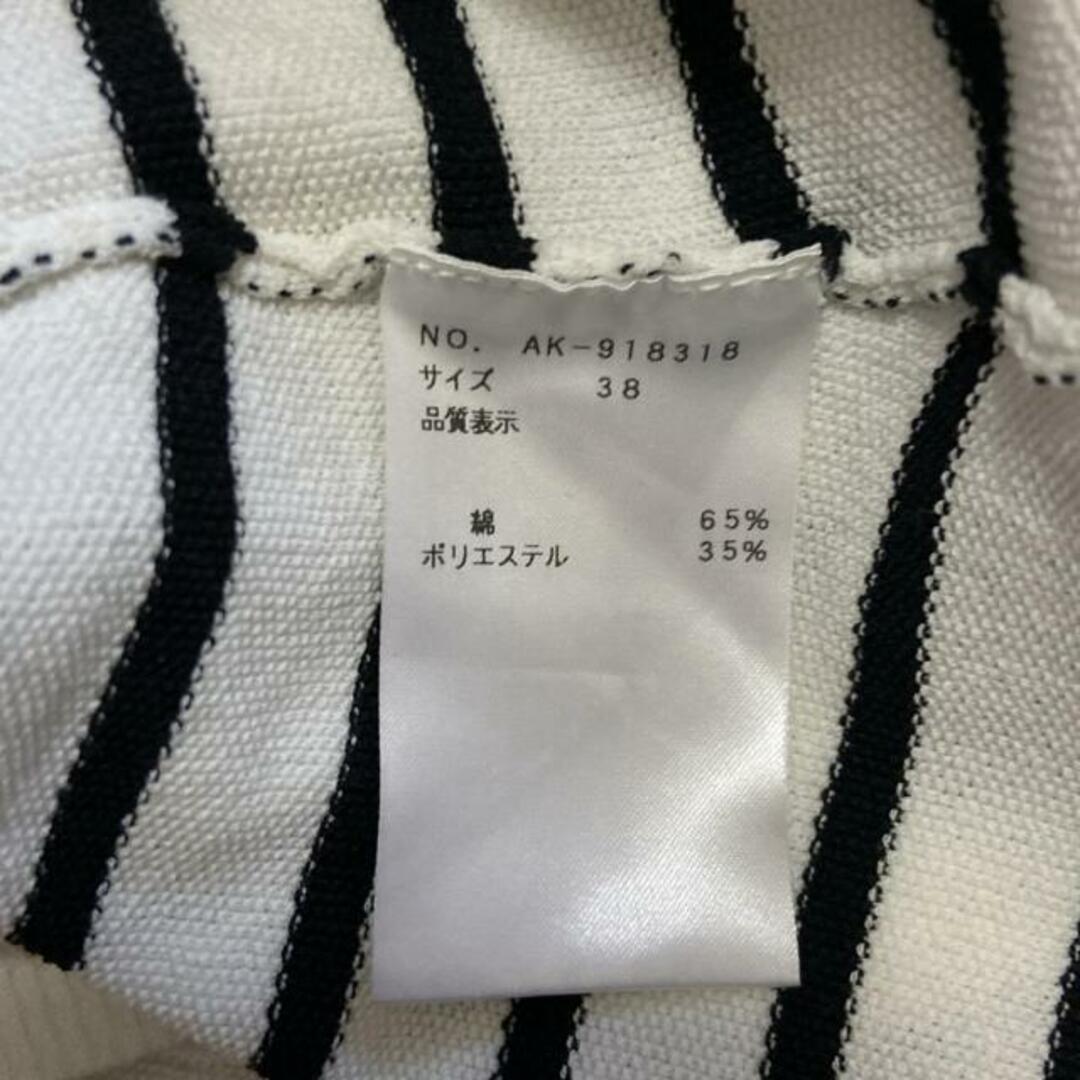 NO. AK-918318
サイズ 38
品質表示
綿 65%
ポリエステル 35%